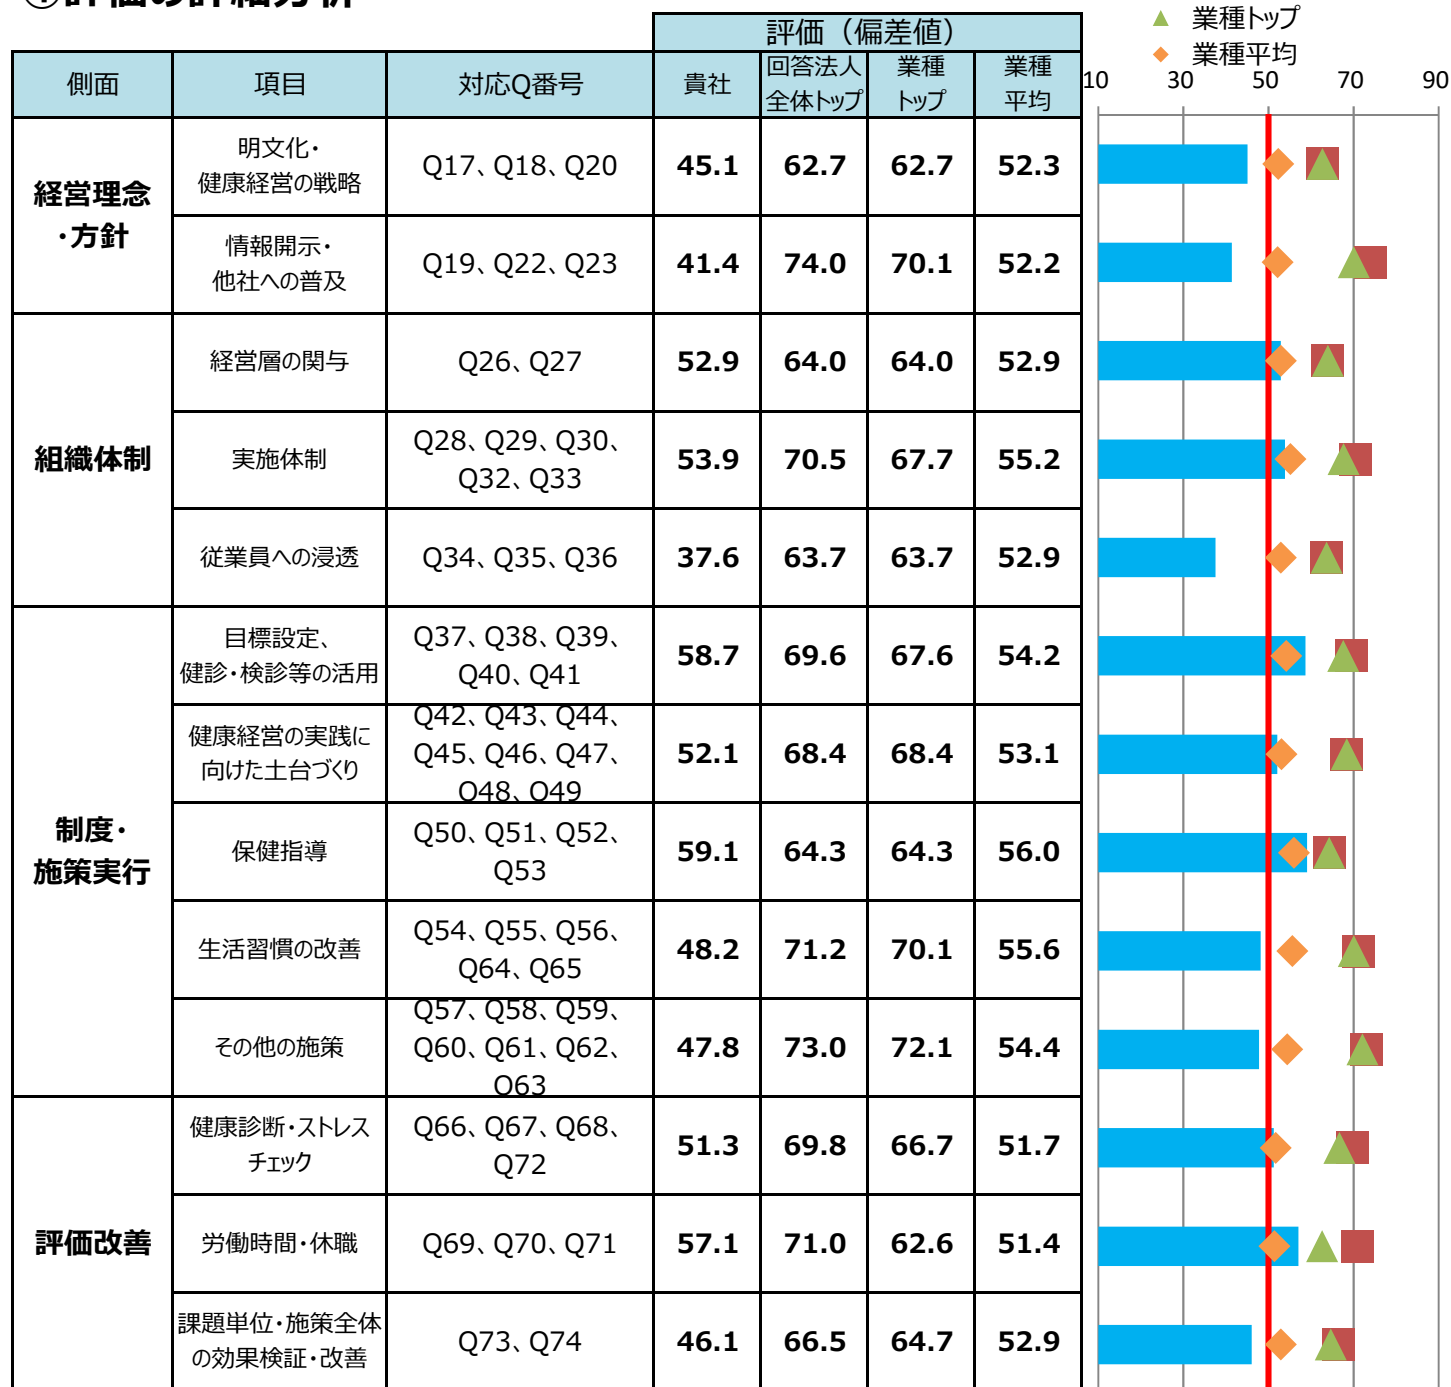 ④評価の詳細分析
▲ 業種トップ
◆ 業種平均
評価（偏差値）
側面 項目 対応Q番号 貴社 回答法人 業種 業種
全体トップ トップ 平均
10 30 50 70 90
経営理念
・方針
明文化・
健康経営の戦略
Q17、Q18、Q20 45.1 62.7 62.7 52.3
情報開示・
他社への普及
Q19、Q22、Q23 41.4 74.0 70.1 52.2
組織体制
経営層の関与 Q26、Q27 52.9 64.0 64.0 52.9
実施体制
Q28、Q29、Q30、
Q32、Q33
53.9 70.5 67.7 55.2
従業員への浸透 Q34、Q35、Q36 37.6 63.7 63.7 52.9
制度・
施策実行
目標設定、
健診・検診等の活用
Q37、Q38、Q39、
Q40、Q41
58.7 69.6 67.6 54.2
健康経営の実践に
向けた土台づくり
Q42、Q43、Q44、
Q45、Q46、Q47、
Q48、Q49
52.1 68.4 68.4 53.1
保健指導
Q50、Q51、Q52、
Q53
59.1 64.3 64.3 56.0
生活習慣の改善
Q54、Q55、Q56、
Q64、Q65
48.2 71.2 70.1 55.6
その他の施策
Q57、Q58、Q59、
Q60、Q61、Q62、
Q63
47.8 73.0 72.1 54.4
評価改善
健康診断・ストレス
チェック
Q66、Q67、Q68、
Q72
51.3 69.8 66.7 51.7
労働時間・休職 Q69、Q70、Q71 57.1 71.0 62.6 51.4
課題単位・施策全体
の効果検証・改善
Q73、Q74 46.1 66.5 64.7 52.9